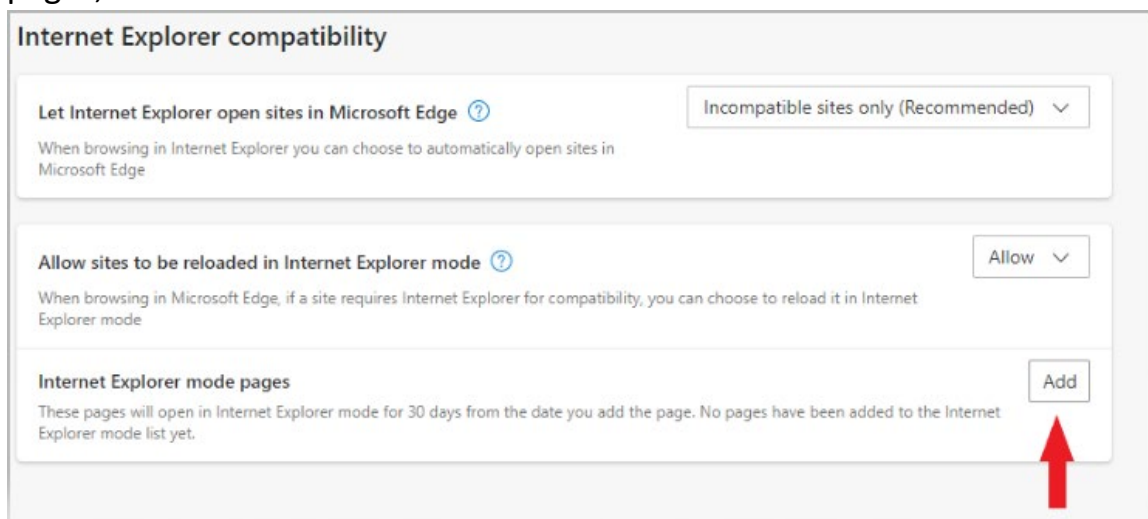 Internet Explorer compatibility
Let Internet Explorer open sites in Microsoft Edge ?
Incompatible sites only (Recommended)
When browsing in Internet Explorer you can choose to automatically open sites in
Microsoft Edge
Allow sites to be reloaded in Internet Explorer mode ?
Allow
When browsing in Microsoft Edge, if a site requires Internet Explorer for compatibility, you can choose to reload it in Internet
Explorer mode
Internet Explorer mode pages
Add
These pages will open in Internet Explorer mode for 30 days from the date you add the page. No pages have been added to the Internet
Explorer mode list yet.